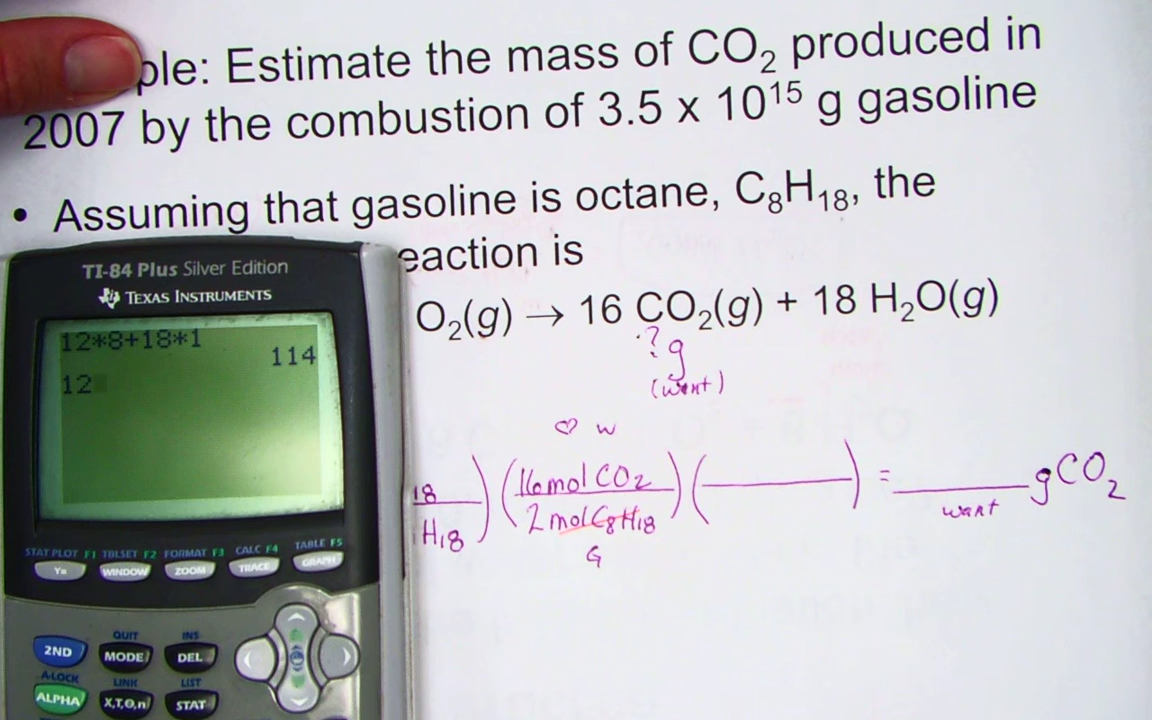 ple: Estimate the mass of CO₂ produced in
2007 by the combustion of 3.5 x 10¹⁵ g gasoline
• Assuming that gasoline is octane, C₈H₁₈, the
eaction is
O₂(g) → 16 CO₂(g) + 18 H₂O(g)
? g
(want)
♡ w
18 / H18 ) ( 16 mol CO₂ / 2 mol C₈H18 ) ( ) = ______ g CO₂
want
G
TI-84 Plus Silver Edition
TEXAS INSTRUMENTS
12*8+18*1
114
12
STAT PLOT F1 TBLSET F2 FORMAT F3 CALC F4 TABLE F5
Y= WINDOW ZOOM TRACE GRAPH
QUIT INS
2ND MODE DEL
A-LOCK LINK LIST
ALPHA X,T,θ,n STAT